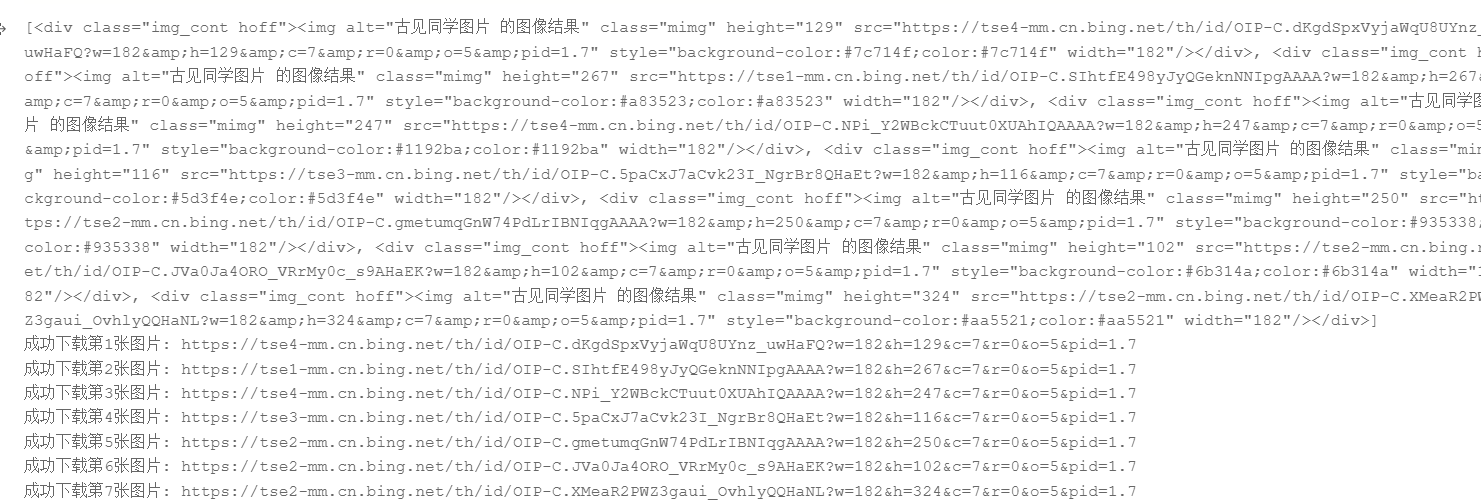 [<div class="img_cont hoff"><img alt="古见同学图片 的图像结果" class="mimg" height="129" src="https://tse4-mm.cn.bing.net/th/id/OIP-C.dKgdSpxVyjaWqU8UYnz_
uwHaFQ?w=182&amp;h=129&amp;c=7&amp;r=0&amp;o=5&amp;pid=1.7" style="background-color:#7c714f;color:#7c714f" width="182"/></div>, <div class="img_cont h
off"><img alt="古见同学图片 的图像结果" class="mimg" height="267" src="https://tse1-mm.cn.bing.net/th/id/OIP-C.SIhtfE498yJyQGeknNNIpgAAAA?w=182&amp;h=267&
amp;c=7&amp;r=0&amp;o=5&amp;pid=1.7" style="background-color:#a83523;color:#a83523" width="182"/></div>, <div class="img_cont hoff"><img alt="古见同学图
片 的图像结果" class="mimg" height="247" src="https://tse4-mm.cn.bing.net/th/id/OIP-C.NPi_Y2WBckCTuut0XUAhIQAAAA?w=182&amp;h=247&amp;c=7&amp;r=0&amp;o=5
&amp;pid=1.7" style="background-color:#1192ba;color:#1192ba" width="182"/></div>, <div class="img_cont hoff"><img alt="古见同学图片 的图像结果" class="mim
g" height="116" src="https://tse3-mm.cn.bing.net/th/id/OIP-C.5paCxJ7aCvk23I_NgrBr8QHaEt?w=182&amp;h=116&amp;c=7&amp;r=0&amp;o=5&amp;pid=1.7" style="ba
ckground-color:#5d3f4e;color:#5d3f4e" width="182"/></div>, <div class="img_cont hoff"><img alt="古见同学图片 的图像结果" class="mimg" height="250" src="ht
tps://tse2-mm.cn.bing.net/th/id/OIP-C.gmetumqGnW74PdLrIBNIqgAAAA?w=182&amp;h=250&amp;c=7&amp;r=0&amp;o=5&amp;pid=1.7" style="background-color:#935338;
color:#935338" width="182"/></div>, <div class="img_cont hoff"><img alt="古见同学图片 的图像结果" class="mimg" height="102" src="https://tse2-mm.cn.bing.n
et/th/id/OIP-C.JVa0Ja4ORO_VRrMy0c_s9AHaEK?w=182&amp;h=102&amp;c=7&amp;r=0&amp;o=5&amp;pid=1.7" style="background-color:#6b314a;color:#6b314a" width="1
82"/></div>, <div class="img_cont hoff"><img alt="古见同学图片 的图像结果" class="mimg" height="324" src="https://tse2-mm.cn.bing.net/th/id/OIP-C.XMeaR2PW
Z3gaui_OvhlyQQHaNL?w=182&amp;h=324&amp;c=7&amp;r=0&amp;o=5&amp;pid=1.7" style="background-color:#aa5521;color:#aa5521" width="182"/></div>]
成功下载第1张图片: https://tse4-mm.cn.bing.net/th/id/OIP-C.dKgdSpxVyjaWqU8UYnz_uwHaFQ?w=182&h=129&c=7&r=0&o=5&pid=1.7
成功下载第2张图片: https://tse1-mm.cn.bing.net/th/id/OIP-C.SIhtfE498yJyQGeknNNIpgAAAA?w=182&h=267&c=7&r=0&o=5&pid=1.7
成功下载第3张图片: https://tse4-mm.cn.bing.net/th/id/OIP-C.NPi_Y2WBckCTuut0XUAhIQAAAA?w=182&h=247&c=7&r=0&o=5&pid=1.7
成功下载第4张图片: https://tse3-mm.cn.bing.net/th/id/OIP-C.5paCxJ7aCvk23I_NgrBr8QHaEt?w=182&h=116&c=7&r=0&o=5&pid=1.7
成功下载第5张图片: https://tse2-mm.cn.bing.net/th/id/OIP-C.gmetumqGnW74PdLrIBNIqgAAAA?w=182&h=250&c=7&r=0&o=5&pid=1.7
成功下载第6张图片: https://tse2-mm.cn.bing.net/th/id/OIP-C.JVa0Ja4ORO_VRrMy0c_s9AHaEK?w=182&h=102&c=7&r=0&o=5&pid=1.7
成功下载第7张图片: https://tse2-mm.cn.bing.net/th/id/OIP-C.XMeaR2PWZ3gaui_OvhlyQQHaNL?w=182&h=324&c=7&r=0&o=5&pid=1.7